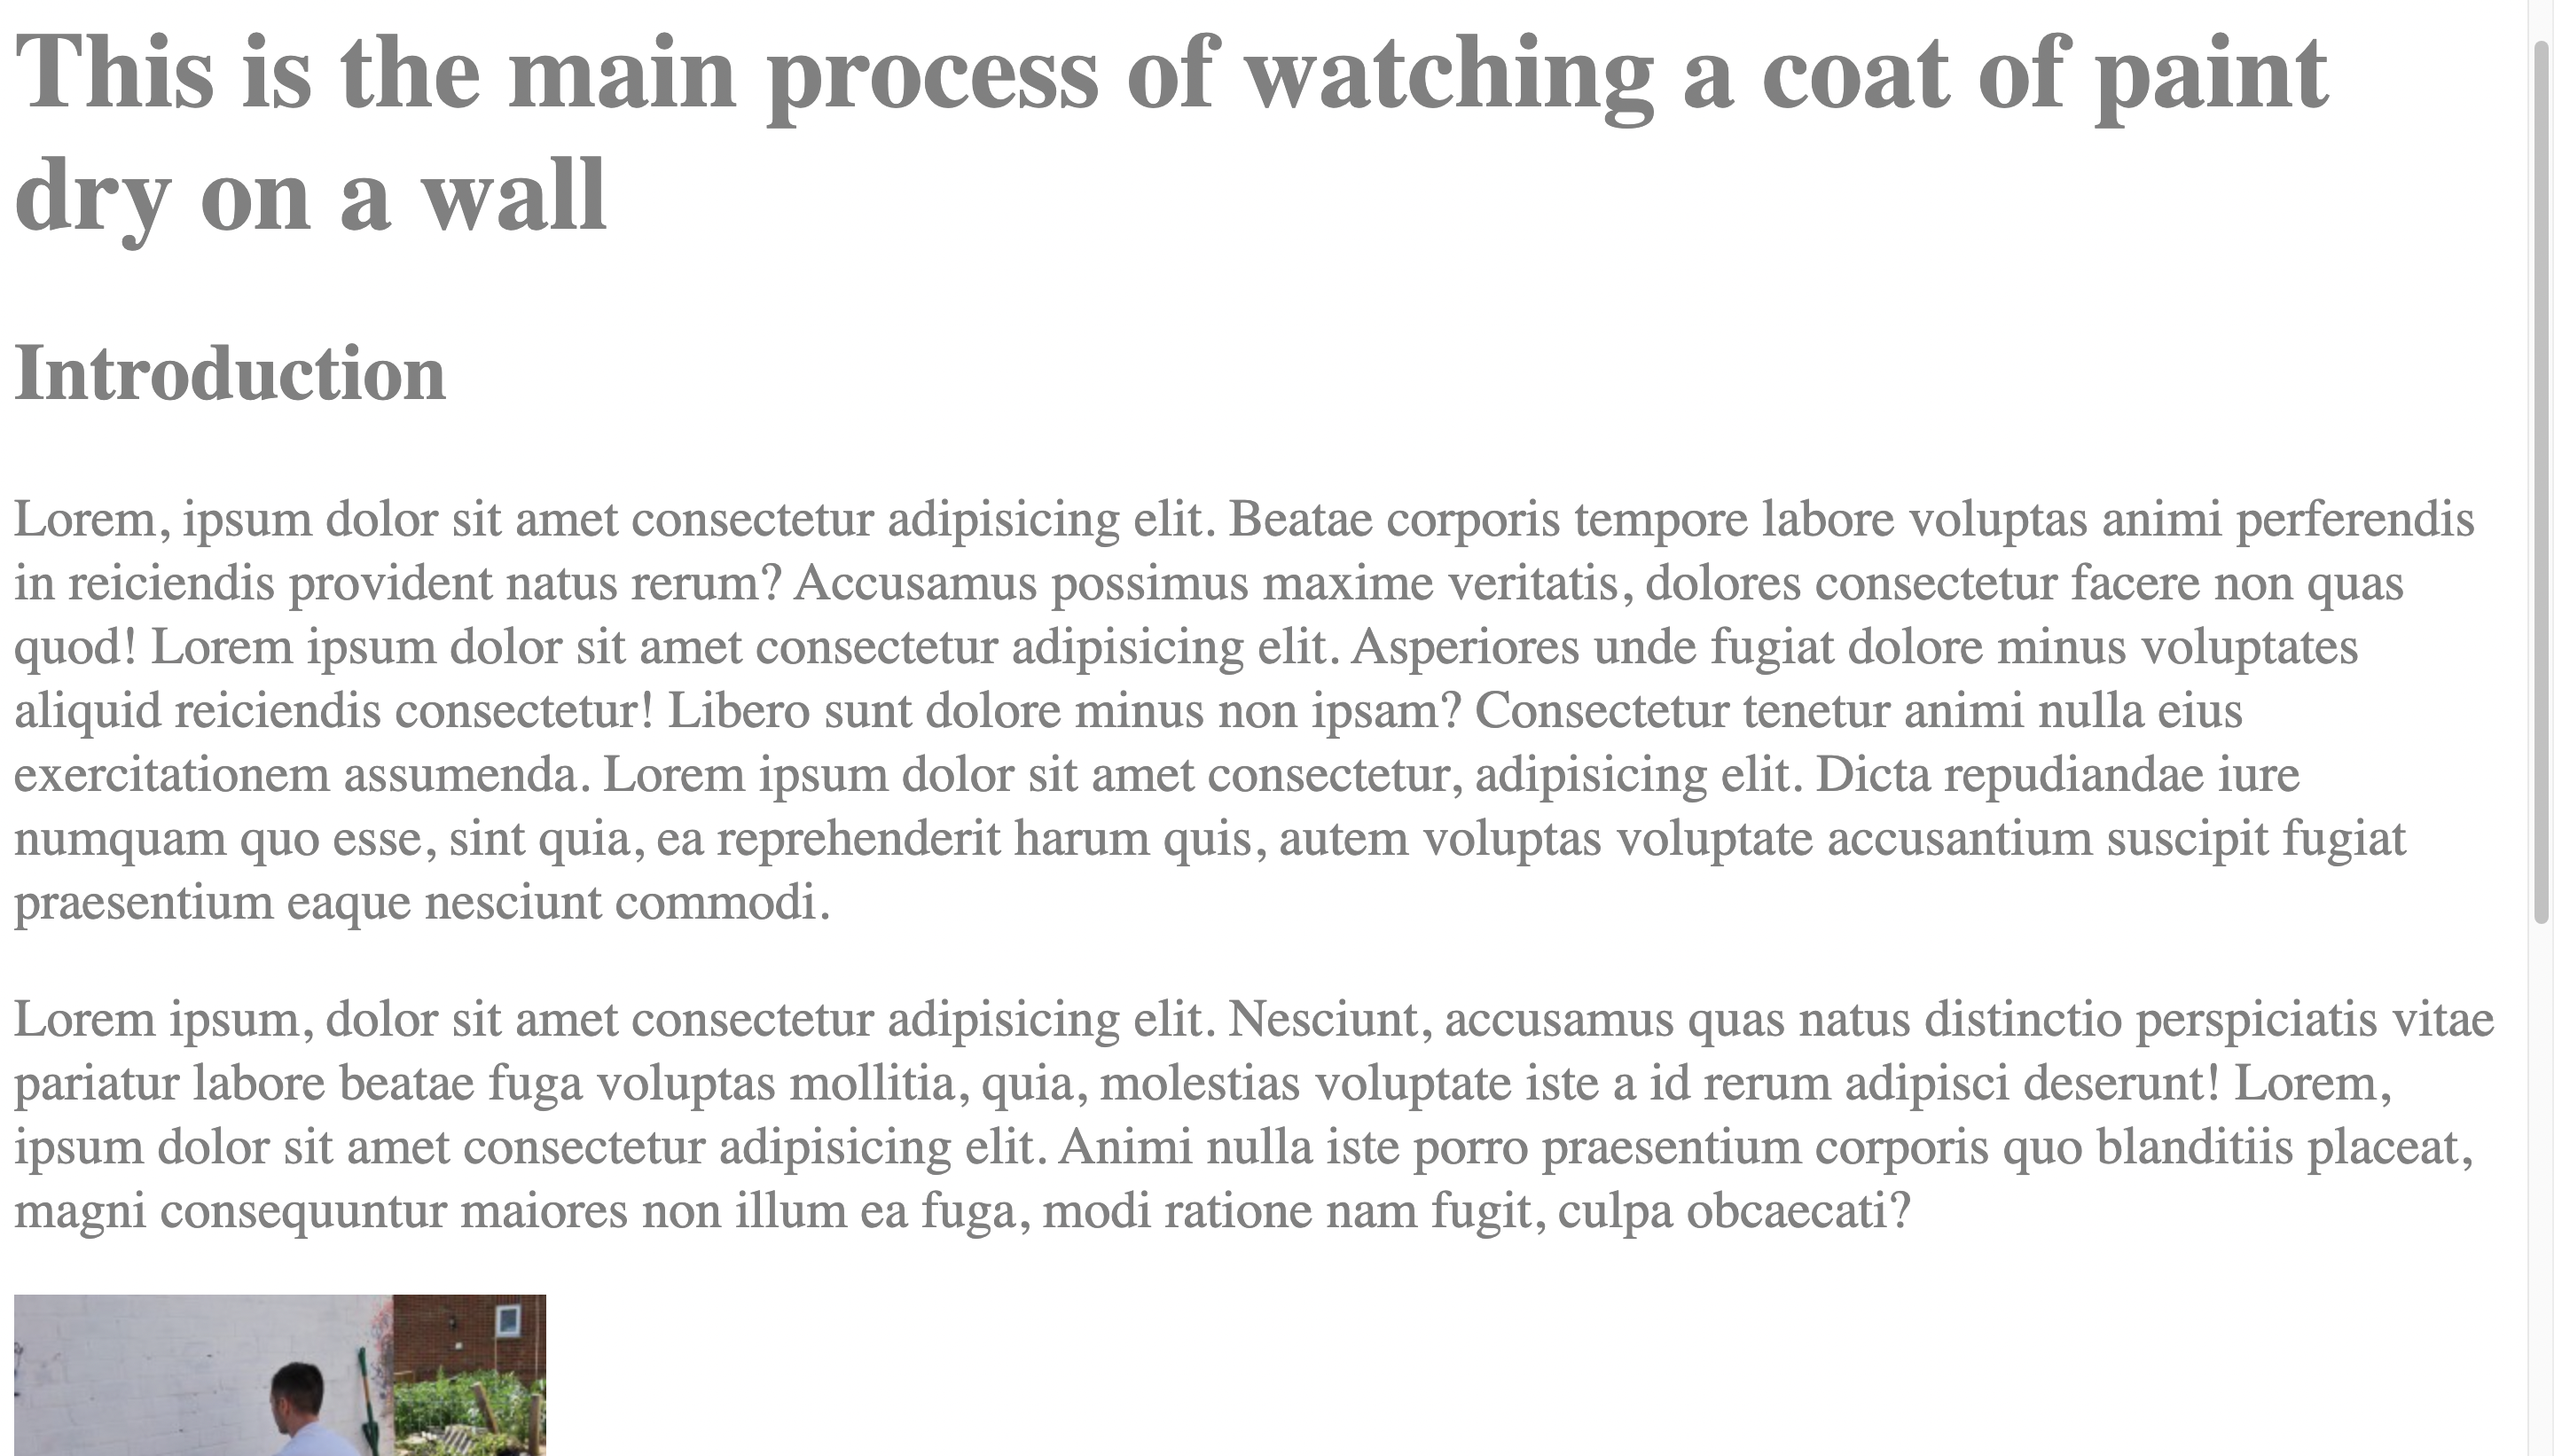 This is the main process of watching a coat of paint
dry on a wall
Introduction
Lorem, ipsum dolor sit amet consectetur adipisicing elit. Beatae corporis tempore labore voluptas animi perferendis
in reiciendis provident natus rerum? Accusamus possimus maxime veritatis, dolores consectetur facere non quas
quod! Lorem ipsum dolor sit amet consectetur adipisicing elit. Asperiores unde fugiat dolore minus voluptates
aliquid reiciendis consectetur! Libero sunt dolore minus non ipsam? Consectetur tenetur animi nulla eius
exercitationem assumenda. Lorem ipsum dolor sit amet consectetur, adipisicing elit. Dicta repudiandae iure
numquam quo esse, sint quia, ea reprehenderit harum quis, autem voluptas voluptate accusantium suscipit fugiat
praesentium eaque nesciunt commodi.
Lorem ipsum, dolor sit amet consectetur adipisicing elit. Nesciunt, accusamus quas natus distinctio perspiciatis vitae
pariatur labore beatae fuga voluptas mollitia, quia, molestias voluptate iste a id rerum adipisci deserunt! Lorem,
ipsum dolor sit amet consectetur adipisicing elit. Animi nulla iste porro praesentium corporis quo blanditiis placeat,
magni consequuntur maiores non illum ea fuga, modi ratione nam fugit, culpa obcaecati?